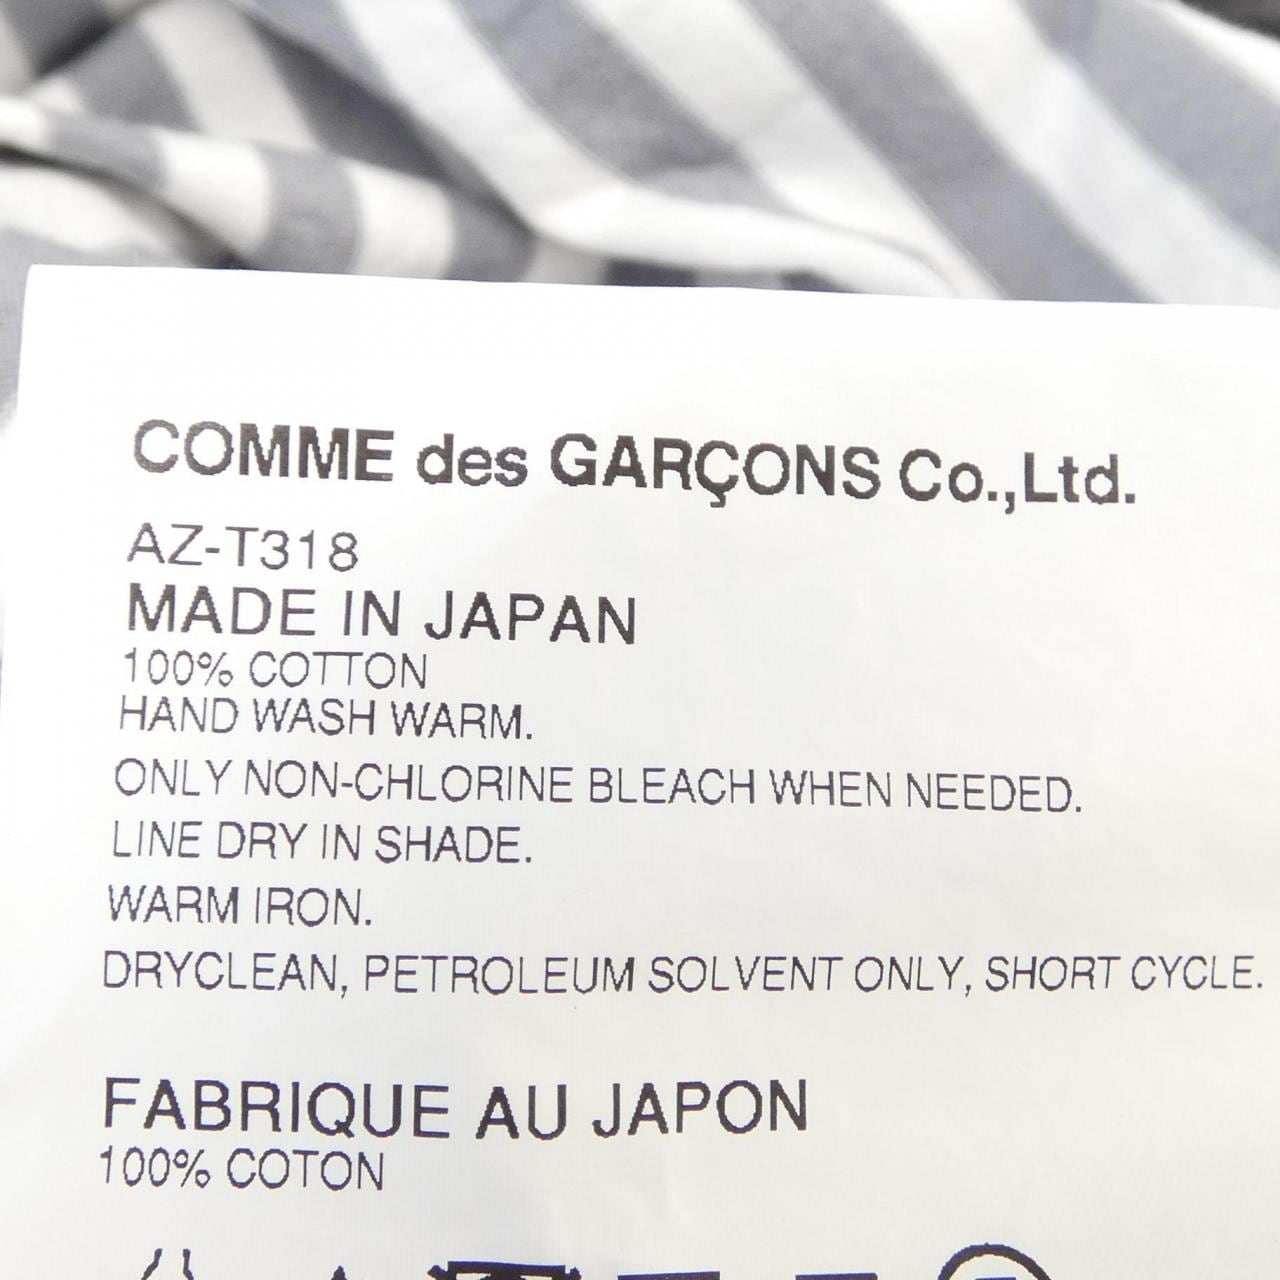 COMME des GARÇONS Co.,Ltd.
AZ-T318
MADE IN JAPAN
100% COTTON
HAND WASH WARM.
ONLY NON-CHLORINE BLEACH WHEN NEEDED.
LINE DRY IN SHADE.
WARM IRON.
DRYCLEAN, PETROLEUM SOLVENT ONLY, SHORT CYCLE.
FABRIQUE AU JAPON
100% COTON